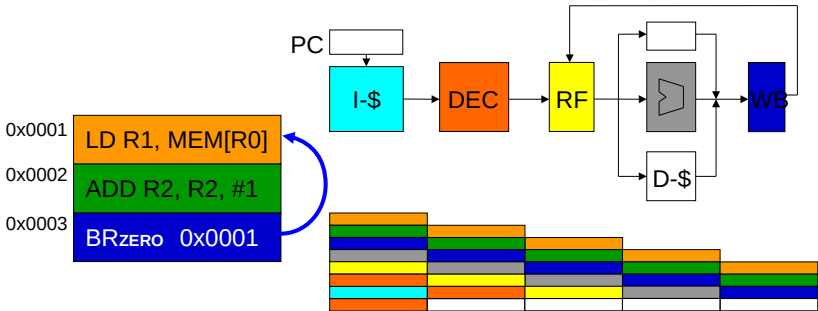 PC
I-$
DEC
RF
WB
D-$
0x0001
LD R1, MEM[R0]
0x0002
ADD R2, R2, #1
0x0003
BRZERO 0x0001